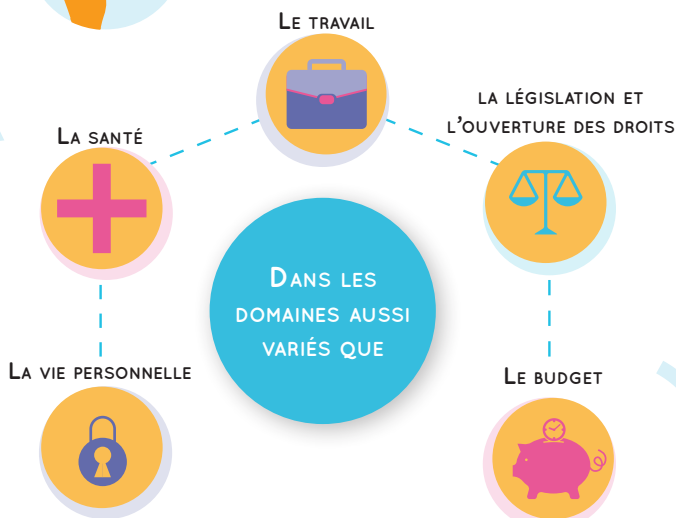 Le travail
la législation et
l'ouverture des droits
La santé
Dans les
domaines aussi
variés que
La vie personnelle
Le budget